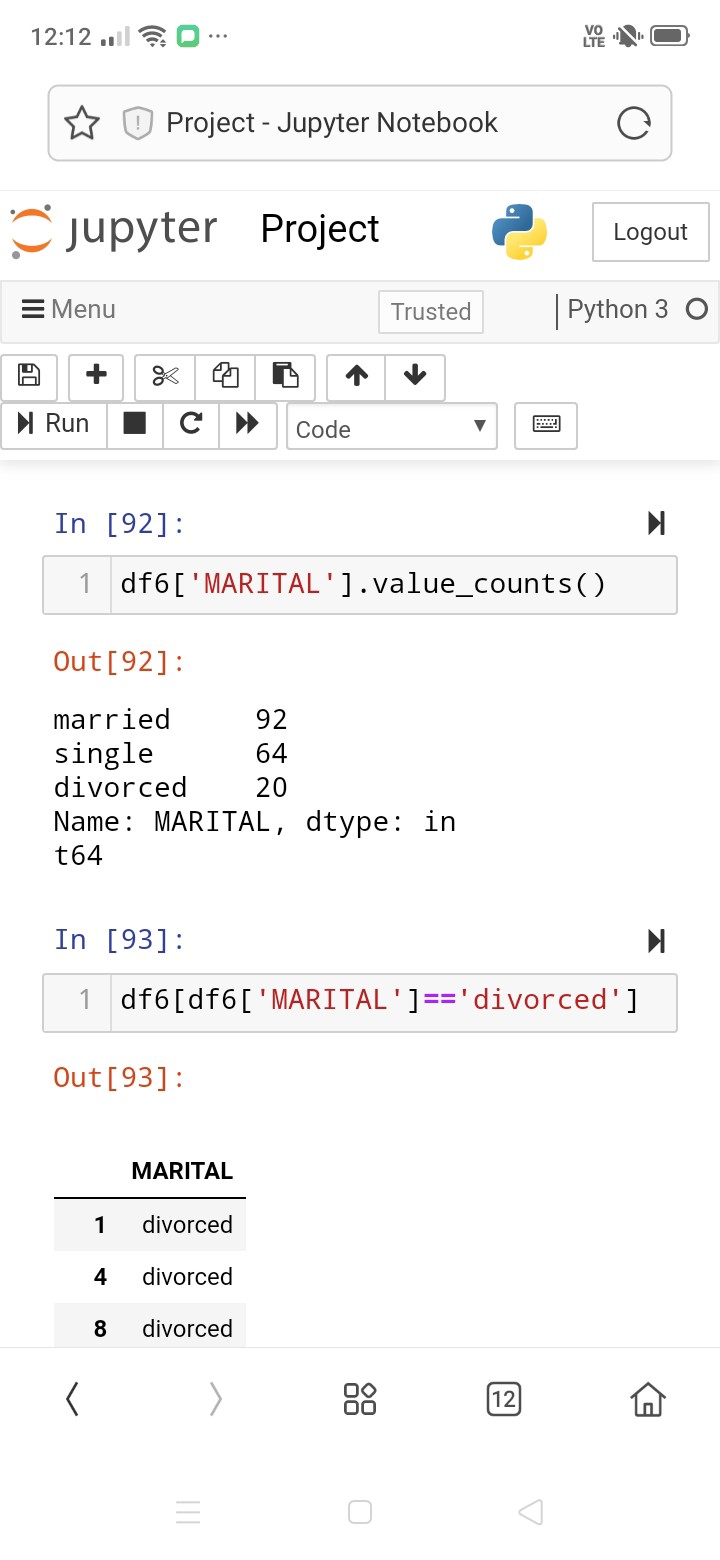 12:12
VO
LTE
Project - Jupyter Notebook
jupyter Project
Logout
Menu
Trusted
Python 3
Run
Code
In [92]:
1 df6['MARITAL'].value_counts()
Out[92]:
married     92
single      64
divorced    20
Name: MARITAL, dtype: in
t64
In [93]:
1 df6[df6['MARITAL']=='divorced']
Out[93]:
MARITAL
1 divorced
4 divorced
8 divorced
12